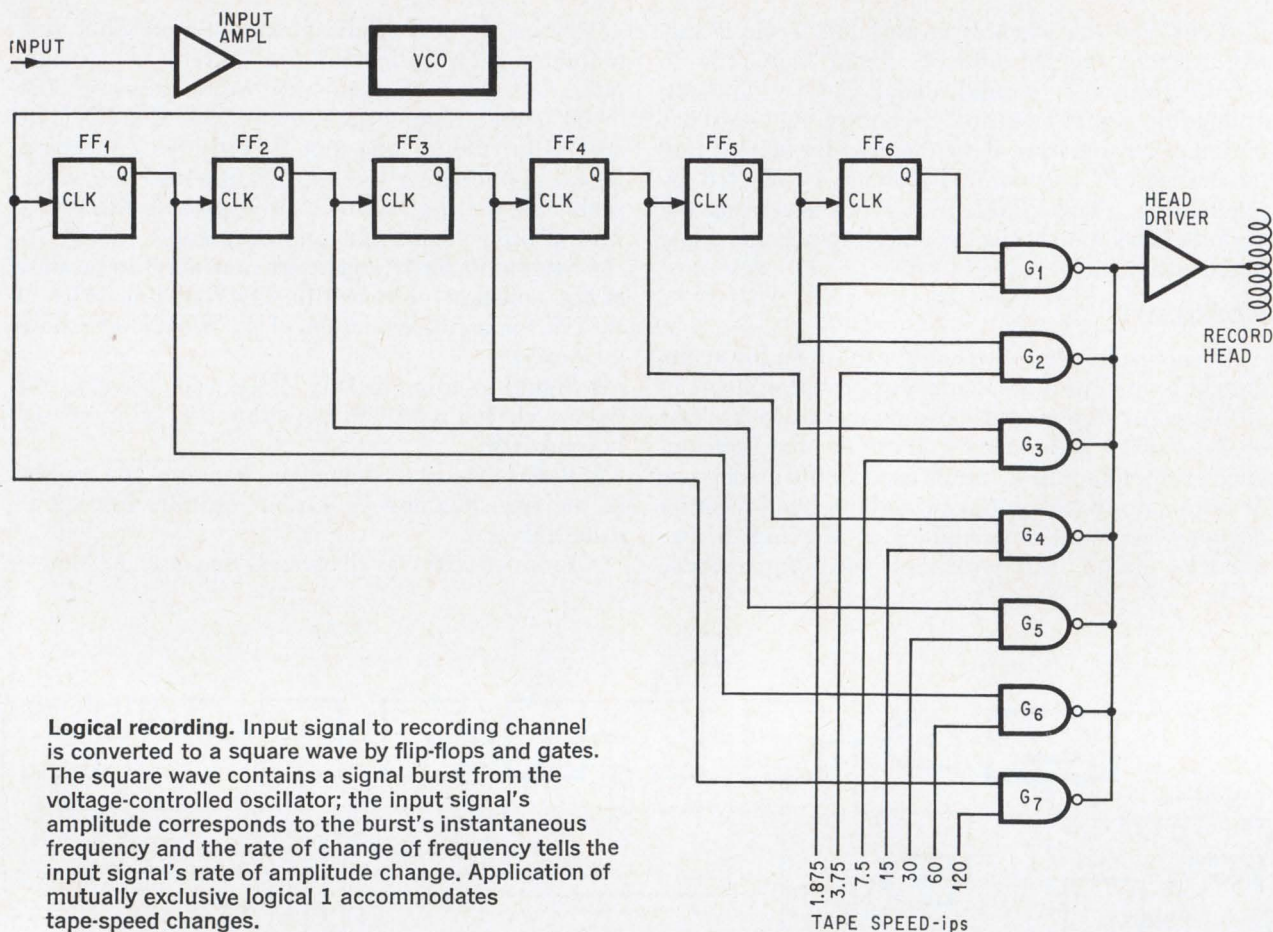 INPUT
AMPL
INPUT
VCO
FF1
FF2
FF3
FF4
FF5
FF6
Q
Q
Q
Q
Q
Q
CLK
CLK
CLK
CLK
CLK
CLK
HEAD
DRIVER
G1
RECORD
HEAD
G2
G3
G4
G5
G6
G7
1.875
3.75
7.5
15
30
60
120
TAPE SPEED-ips
Logical recording. Input signal to recording channel
is converted to a square wave by flip-flops and gates.
The square wave contains a signal burst from the
voltage-controlled oscillator; the input signal's
amplitude corresponds to the burst's instantaneous
frequency and the rate of change of frequency tells the
input signal's rate of amplitude change. Application of
mutually exclusive logical 1 accommodates
tape-speed changes.